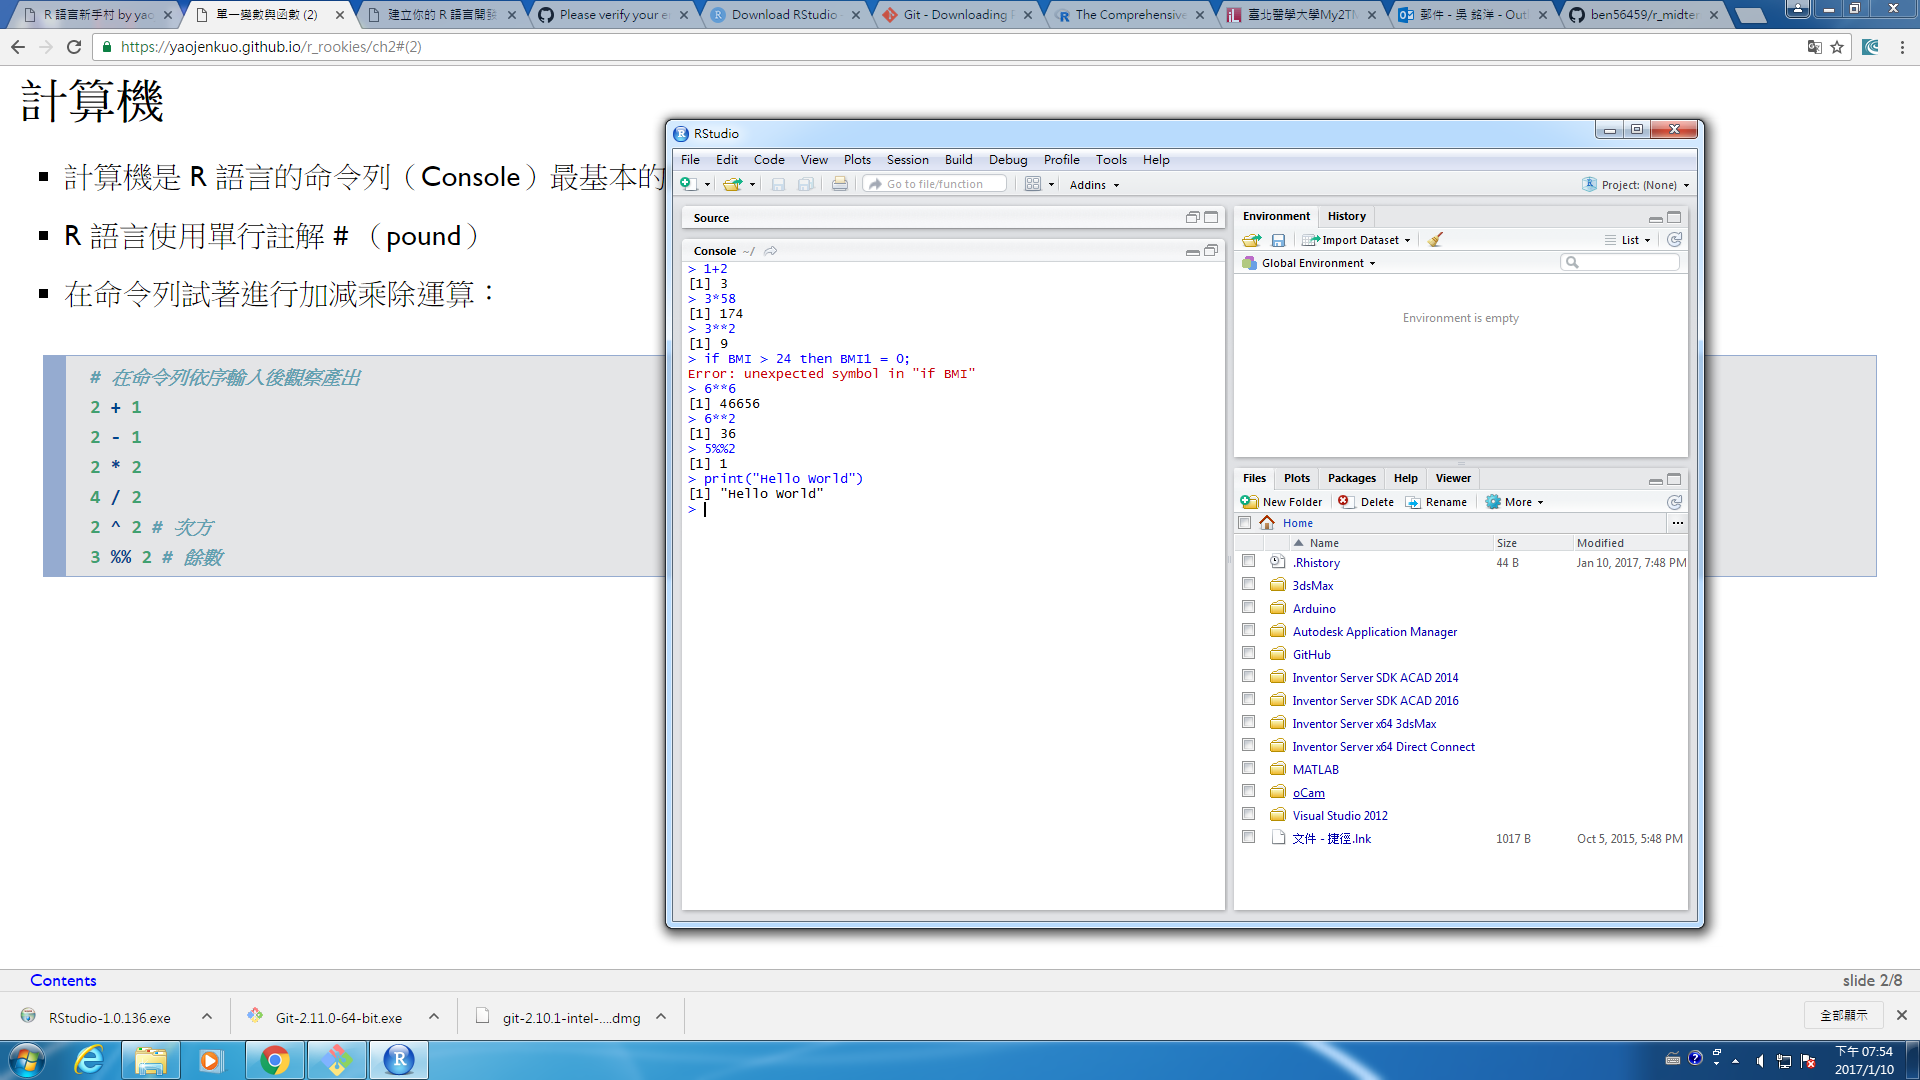 R 語言新手村 by yao
單一變數與函數 (2)
建立你的 R 語言開發
Please verify your e
Download RStudio
Git - Downloading
The Comprehensive
臺北醫學大學My2TM
郵件 - 吳 銘洋 - Outl
ben56459/r_midter
https://yaojenkuo.github.io/r_rookies/ch2#(2)
計算機
計算機是 R 語言的命令列（Console）最基本的
R 語言使用單行註解 # （pound）
在命令列試著進行加減乘除運算：
# 在命令列依序輸入後觀察產出
2 + 1
2 - 1
2 * 2
4 / 2
2 ^ 2 # 次方
3 %% 2 # 餘數
RStudio
File Edit Code View Plots Session Build Debug Profile Tools Help
Go to file/function
Addins
Project: (None)
Source
Console ~/
> 1+2
[1] 3
> 3*58
[1] 174
> 3**2
[1] 9
> if BMI > 24 then BMI1 = 0;
Error: unexpected symbol in "if BMI"
> 6**6
[1] 46656
> 6**2
[1] 36
> 5%%2
[1] 1
> print("Hello World")
[1] "Hello World"
>
Environment History
Import Dataset
List
Global Environment
Environment is empty
Files Plots Packages Help Viewer
New Folder Delete Rename More
Home
Name Size Modified
.Rhistory 44 B Jan 10, 2017, 7:48 PM
3dsMax
Arduino
Autodesk Application Manager
GitHub
Inventor Server SDK ACAD 2014
Inventor Server SDK ACAD 2016
Inventor Server x64 3dsMax
Inventor Server x64 Direct Connect
MATLAB
oCam
Visual Studio 2012
文件 - 捷徑.lnk 1017 B Oct 5, 2015, 5:48 PM
Contents
slide 2/8
RStudio-1.0.136.exe
Git-2.11.0-64-bit.exe
git-2.10.1-intel-....dmg
全部顯示
下午 07:54
2017/1/10